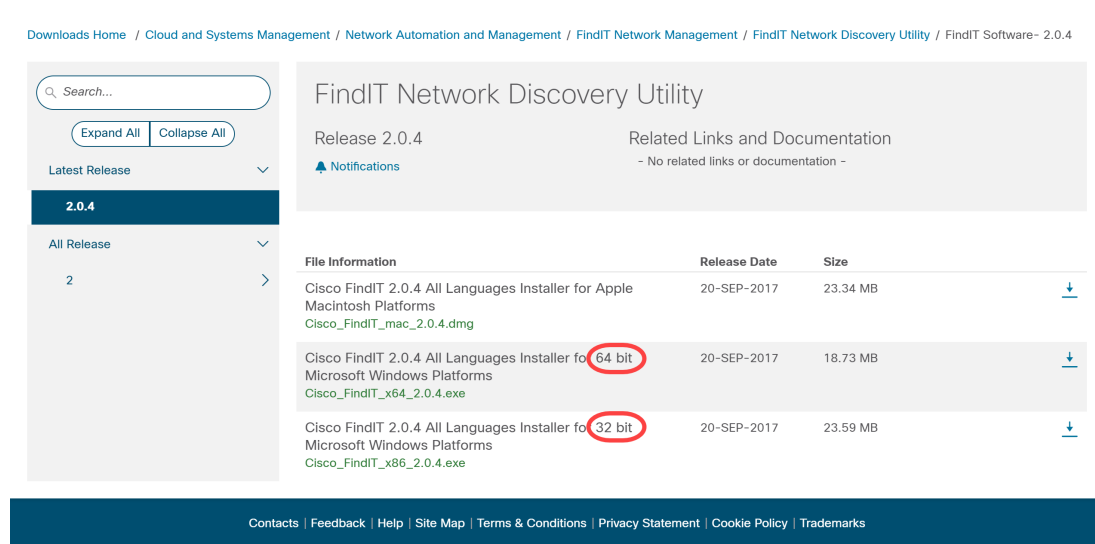 Downloads Home / Cloud and Systems Management / Network Automation and Management / FindIT Network Management / FindIT Network Discovery Utility / FindIT Software- 2.0.4
Search...
Expand All Collapse All
Latest Release
2.0.4
All Release
2
FindIT Network Discovery Utility
Release 2.0.4
Notifications
Related Links and Documentation
- No related links or documentation -
File Information Release Date Size
Cisco FindIT 2.0.4 All Languages Installer for Apple 20-SEP-2017 23.34 MB
Macintosh Platforms
Cisco_FindIT_mac_2.0.4.dmg
Cisco FindIT 2.0.4 All Languages Installer for 64 bit 20-SEP-2017 18.73 MB
Microsoft Windows Platforms
Cisco_FindIT_x64_2.0.4.exe
Cisco FindIT 2.0.4 All Languages Installer for 32 bit 20-SEP-2017 23.59 MB
Microsoft Windows Platforms
Cisco_FindIT_x86_2.0.4.exe
Contacts | Feedback | Help | Site Map | Terms & Conditions | Privacy Statement | Cookie Policy | Trademarks